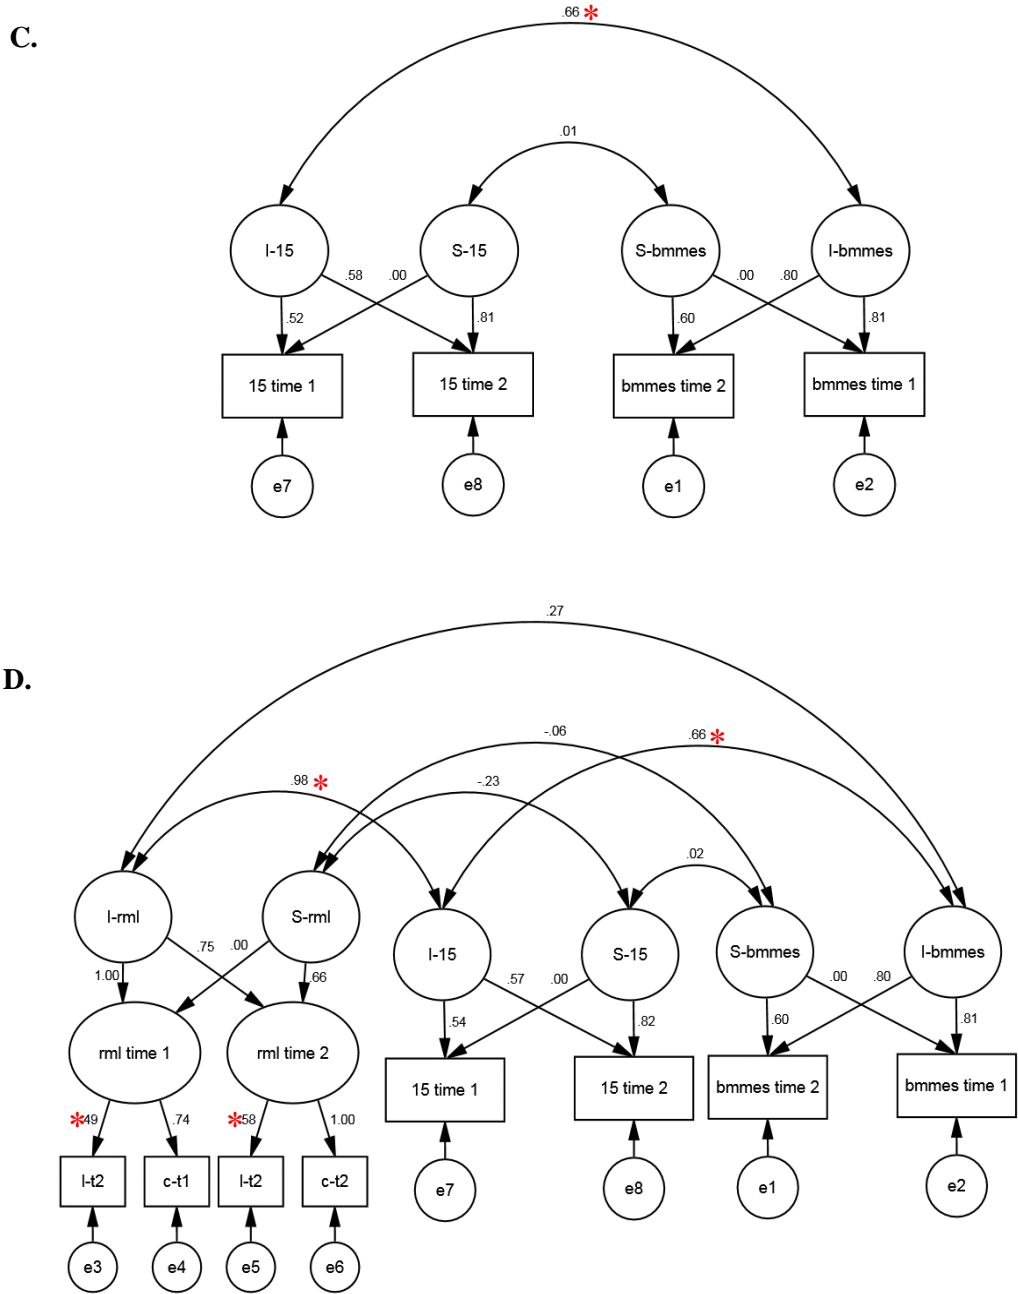 C.
.66 *
.01
I-15
S-15
S-bmmes
I-bmmes
.58
.00
.00
.80
.52
.81
.60
.81
15 time 1
15 time 2
bmmes time 2
bmmes time 1
e7
e8
e1
e2
D.
.27
-.06
.66 *
.98 *
-.23
.02
I-rml
S-rml
I-15
S-15
S-bmmes
I-bmmes
.75
.00
1.00
.66
.57
.00
.00
.80
.54
.82
.60
.81
rml time 1
rml time 2
15 time 1
15 time 2
bmmes time 2
bmmes time 1
*49
.74
*58
1.00
l-t2
c-t1
l-t2
c-t2
e7
e8
e1
e2
e3
e4
e5
e6